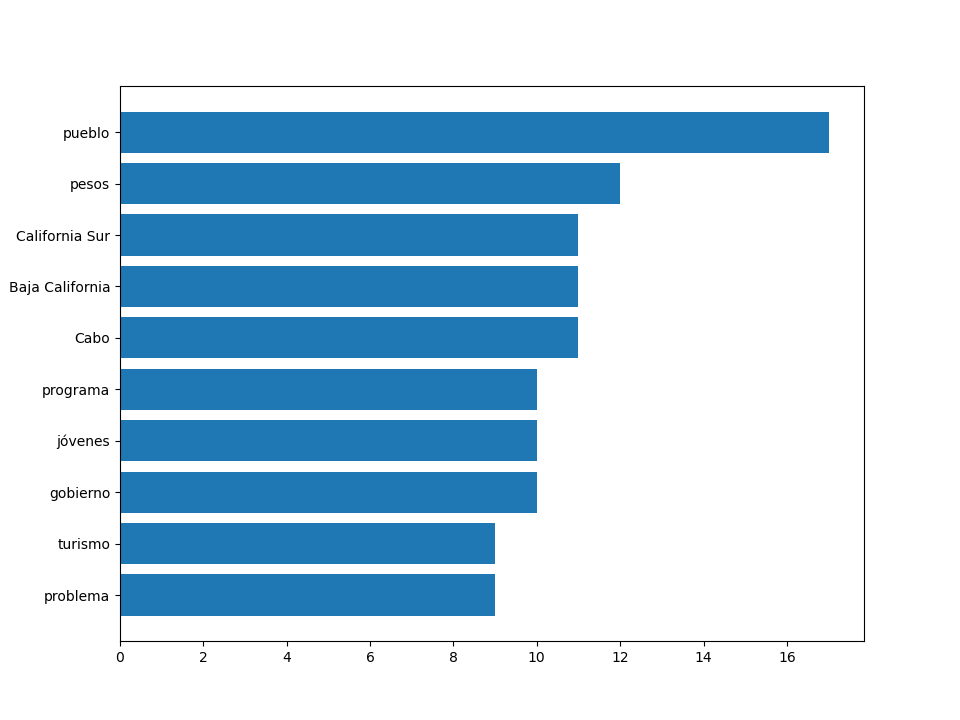 pueblo
pesos
California Sur
Baja California
Cabo
programa
jóvenes
gobierno
turismo
problema
0 2 4 6 8 10 12 14 16